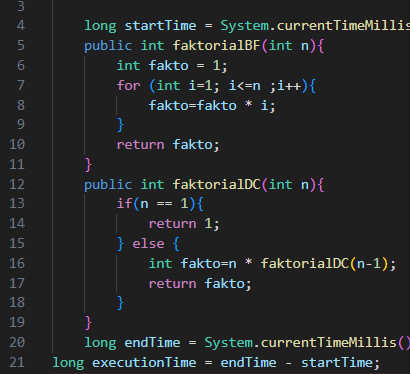 3
4 long startTime = System.currentTimeMillis
5 public int faktorialBF(int n){
6 int fakto = 1;
7 for (int i=1; i<=n ;i++){
8 fakto=fakto * i;
9 }
10 return fakto;
11 }
12 public int faktorialDC(int n){
13 if(n == 1){
14 return 1;
15 } else {
16 int fakto=n * faktorialDC(n-1);
17 return fakto;
18 }
19 }
20 long endTime = System.currentTimeMillis()
21 long executionTime = endTime - startTime;